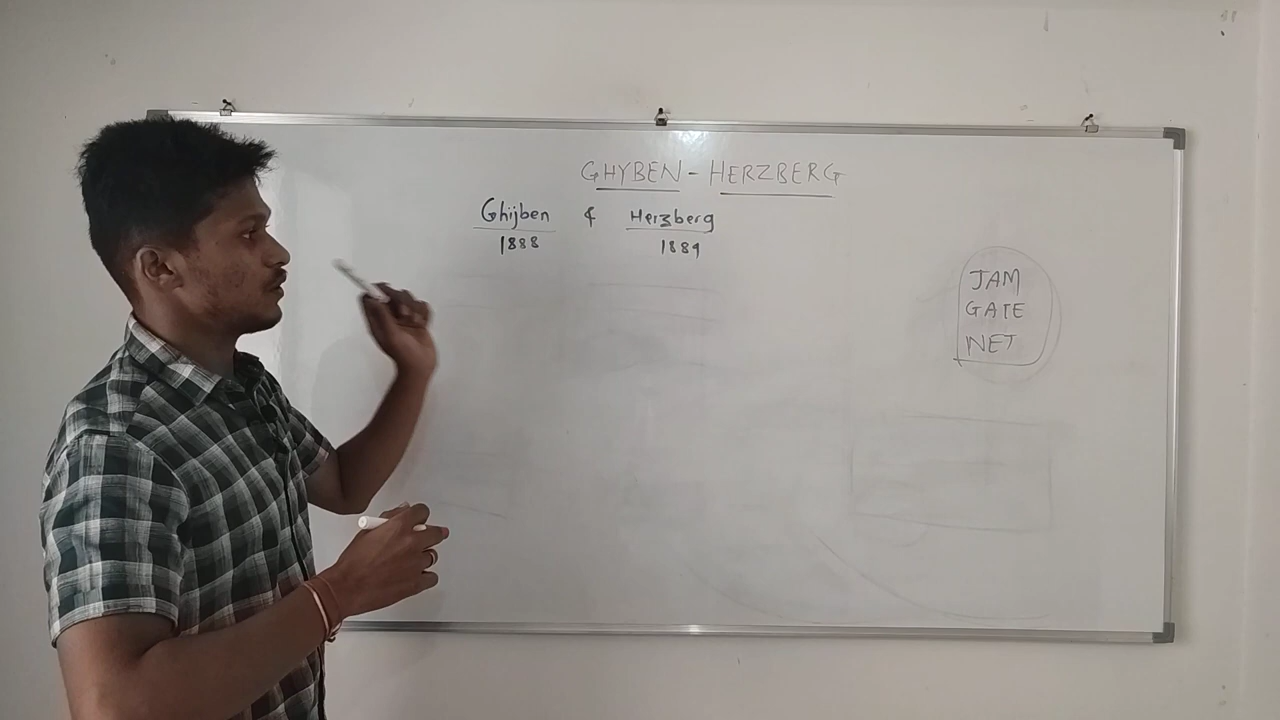 GHYBEN - HERZBERG
Ghijben & Herzberg
1888 1889
JAM
GATE
NET